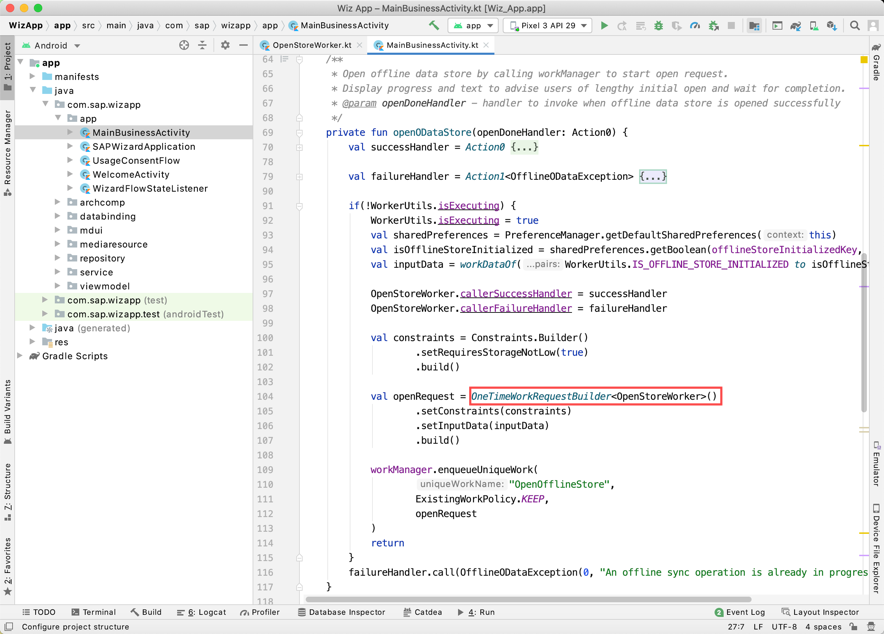 Wiz App – MainBusinessActivity.kt [Wiz_App.app]
WizApp app src main java com sap wizapp app MainBusinessActivity
app Pixel 3 API 29
Android
OpenStoreWorker.kt MainBusinessActivity.kt
1: Project
Resource Manager
Build Variants
Z: Structure
2: Favorites
Gradle
Emulator
Device File Explorer
app
manifests
java
com.sap.wizapp
app
MainBusinessActivity
SAPWizardApplication
UsageConsentFlow
WelcomeActivity
WizardFlowStateListener
archcomp
databinding
mdui
mediaresource
repository
service
viewmodel
com.sap.wizapp (test)
com.sap.wizapp.test (androidTest)
java (generated)
res
Gradle Scripts
64 /**
65 * Open offline data store by calling workManager to start open request.
66 * Display progress and text to advise users of lengthy initial open and wait for completion.
67 * @param openDoneHandler – handler to invoke when offline data store is opened successfully
68 */
69 private fun openODataStore(openDoneHandler: Action0) {
70 val successHandler = Action0 {...}
78
79 val failureHandler = Action1<OfflineODataException> {...}
90
91 if(!WorkerUtils.isExecuting) {
92 WorkerUtils.isExecuting = true
93 val sharedPreferences = PreferenceManager.getDefaultSharedPreferences( context: this)
94 val isOfflineStoreInitialized = sharedPreferences.getBoolean(offlineStoreInitializedKey,
95 val inputData = workDataOf( ...pairs: WorkerUtils.IS_OFFLINE_STORE_INITIALIZED to isOfflineSt
96
97 OpenStoreWorker.callerSuccessHandler = successHandler
98 OpenStoreWorker.callerFailureHandler = failureHandler
99
100 val constraints = Constraints.Builder()
101 .setRequiresStorageNotLow(true)
102 .build()
103
104 val openRequest = OneTimeWorkRequestBuilder<OpenStoreWorker>()
105 .setConstraints(constraints)
106 .setInputData(inputData)
107 .build()
108
109 workManager.enqueueUniqueWork(
110 uniqueWorkName: "OpenOfflineStore",
111 ExistingWorkPolicy.KEEP,
112 openRequest
113 )
114 return
115 }
116 failureHandler.call(OfflineODataException(0, "An offline sync operation is already in progres
117 }
118
TODO Terminal Build 6: Logcat Profiler Database Inspector Catdea 4: Run 2 Event Log Layout Inspector
Configure project structure 27:7 LF UTF-8 4 spaces